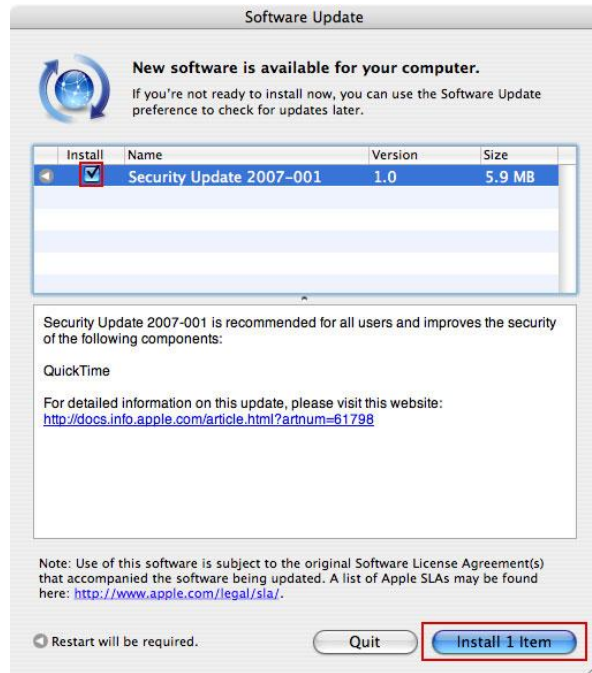 Software Update
New software is available for your computer.
If you're not ready to install now, you can use the Software Update
preference to check for updates later.
Install Name Version Size
Security Update 2007-001 1.0 5.9 MB
Security Update 2007-001 is recommended for all users and improves the security
of the following components:
QuickTime
For detailed information on this update, please visit this website:
http://docs.info.apple.com/article.html?artnum=61798
Note: Use of this software is subject to the original Software License Agreement(s)
that accompanied the software being updated. A list of Apple SLAs may be found
here: http://www.apple.com/legal/sla/.
Restart will be required. Quit Install 1 Item